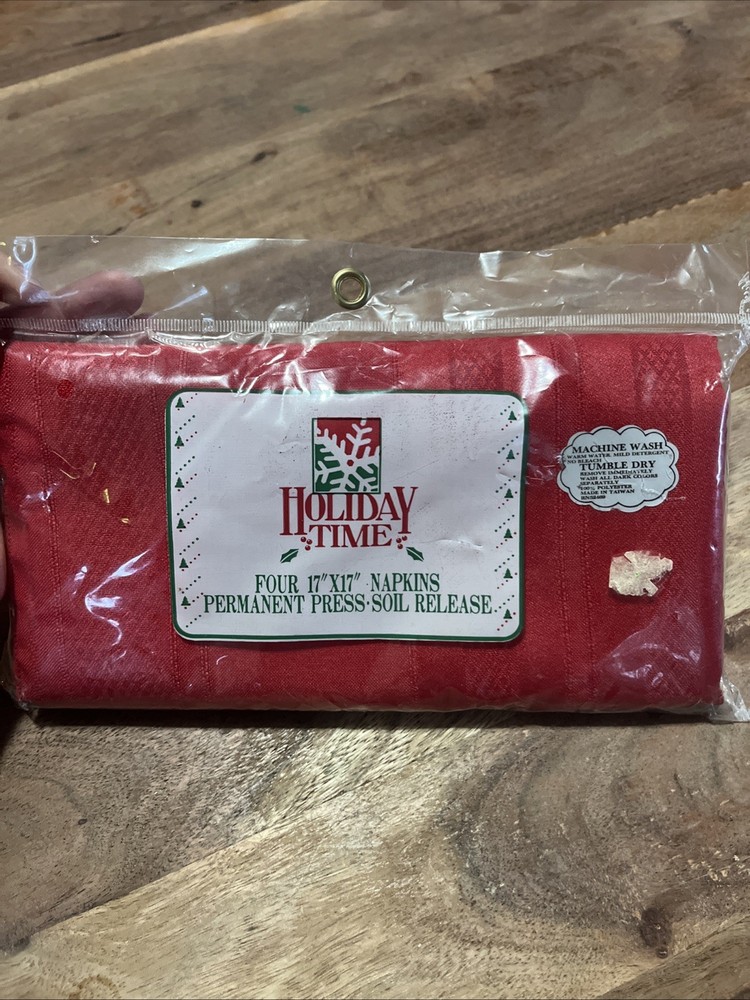 HOLIDAY
TIME
FOUR 17"X17" NAPKINS
PERMANENT PRESS·SOIL RELEASE
MACHINE WASH
WARM WATER MILD DETERGENT
NO BLEACH
TUMBLE DRY
REMOVE IMMEDIATELY
WASH ALL DARK COLORS
SEPARATELY
100% POLYESTER
MADE IN TAIWAN